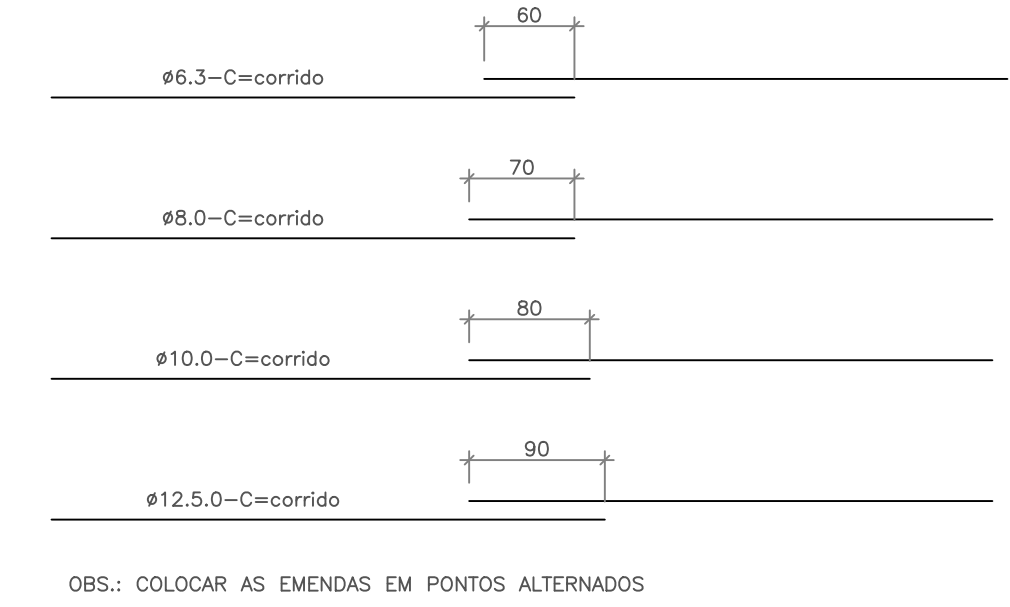 60
ø6.3-C=corrido
70
ø8.0-C=corrido
80
ø10.0-C=corrido
90
ø12.5.0-C=corrido
OBS.: COLOCAR AS EMENDAS EM PONTOS ALTERNADOS